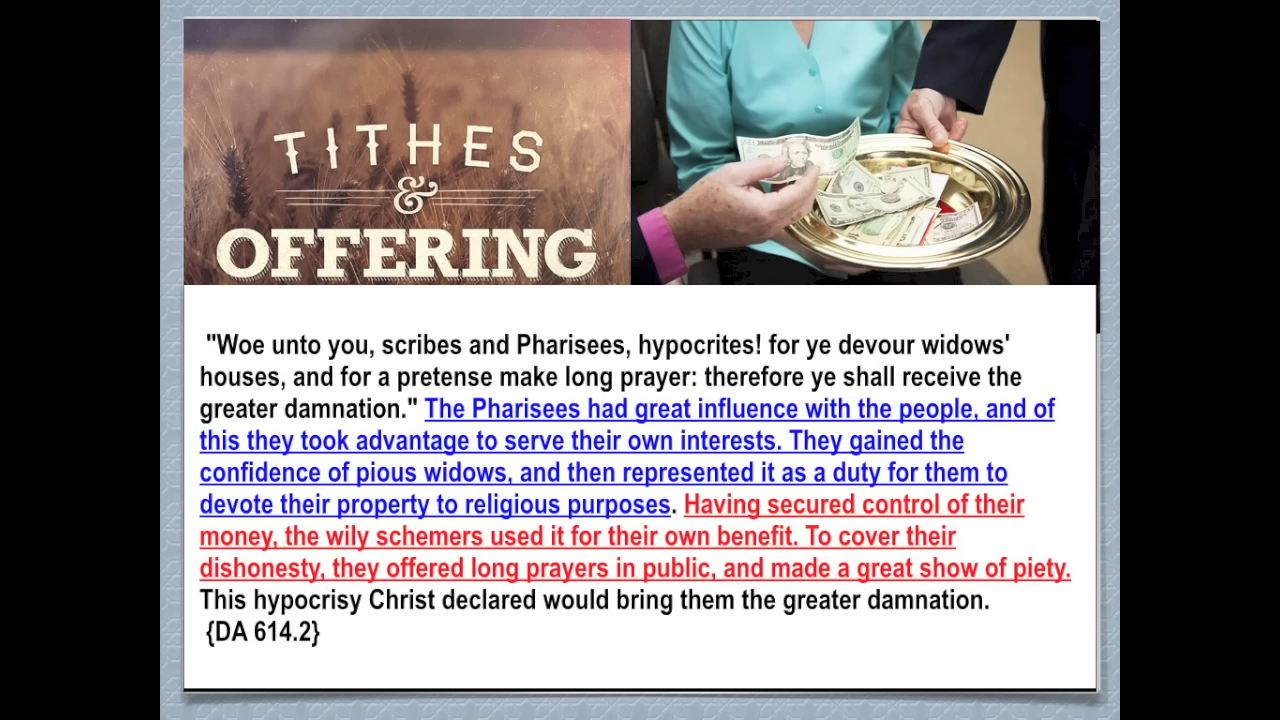 TITHES
&
OFFERING
"Woe unto you, scribes and Pharisees, hypocrites! for ye devour widows'
houses, and for a pretense make long prayer: therefore ye shall receive the
greater damnation." The Pharisees had great influence with the people, and of
this they took advantage to serve their own interests. They gained the
confidence of pious widows, and then represented it as a duty for them to
devote their property to religious purposes. Having secured control of their
money, the wily schemers used it for their own benefit. To cover their
dishonesty, they offered long prayers in public, and made a great show of piety.
This hypocrisy Christ declared would bring them the greater damnation.
{DA 614.2}